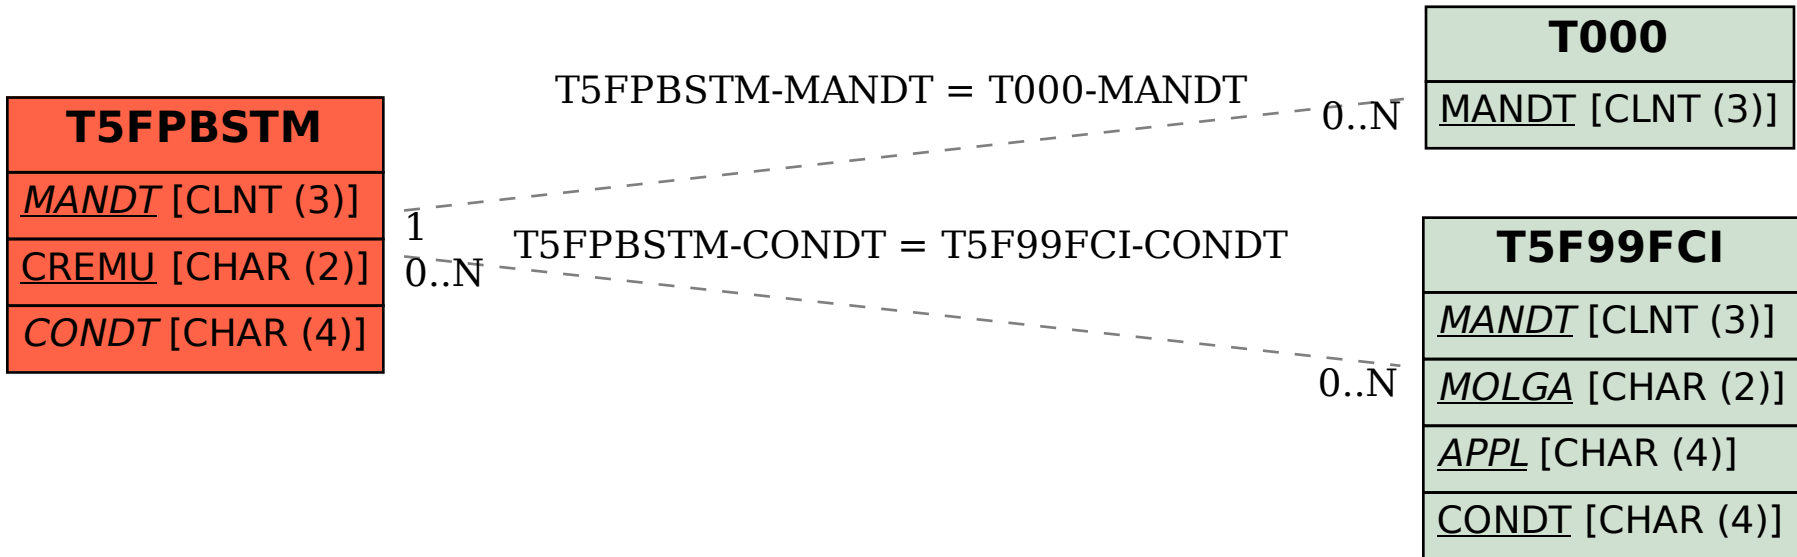 T5FPBSTM
MANDT [CLNT (3)]
CREMU [CHAR (2)]
CONDT [CHAR (4)]
T5FPBSTM-MANDT = T000-MANDT
1
0..N
T5FPBSTM-CONDT = T5F99FCI-CONDT
0..N
0..N
T000
MANDT [CLNT (3)]
T5F99FCI
MANDT [CLNT (3)]
MOLGA [CHAR (2)]
APPL [CHAR (4)]
CONDT [CHAR (4)]